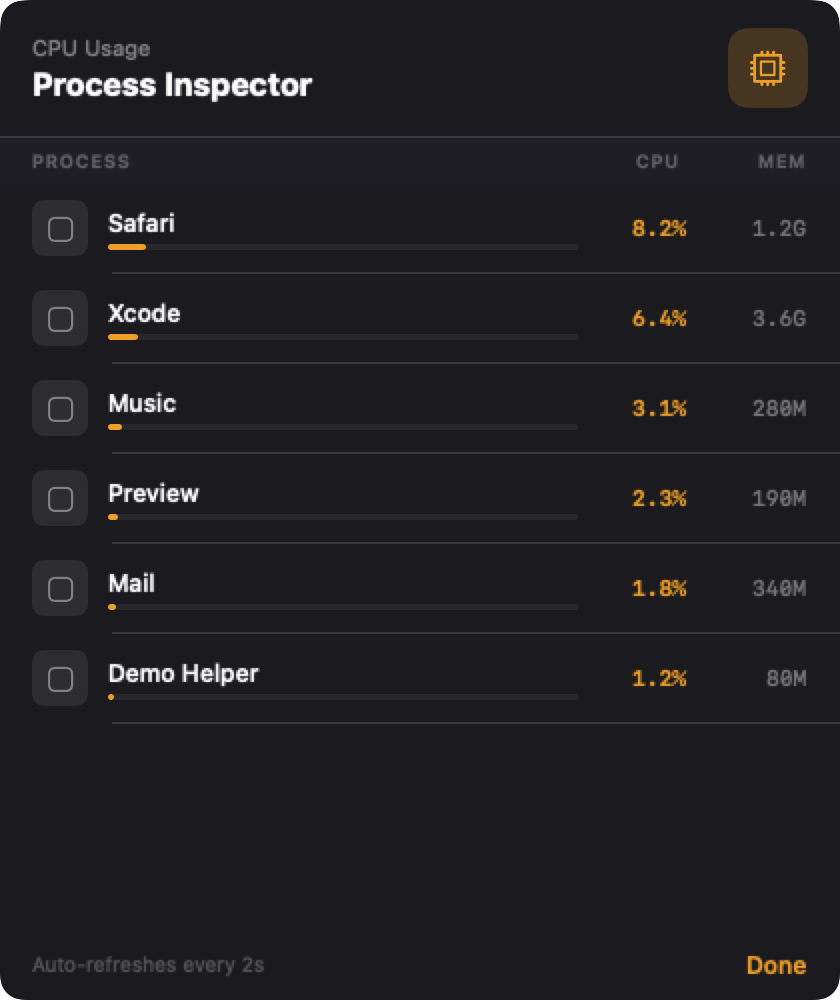 CPU Usage
Process Inspector
PROCESS CPU MEM
Safari 8.2% 1.2G
Xcode 6.4% 3.6G
Music 3.1% 280M
Preview 2.3% 190M
Mail 1.8% 340M
Demo Helper 1.2% 80M
Auto-refreshes every 2s Done